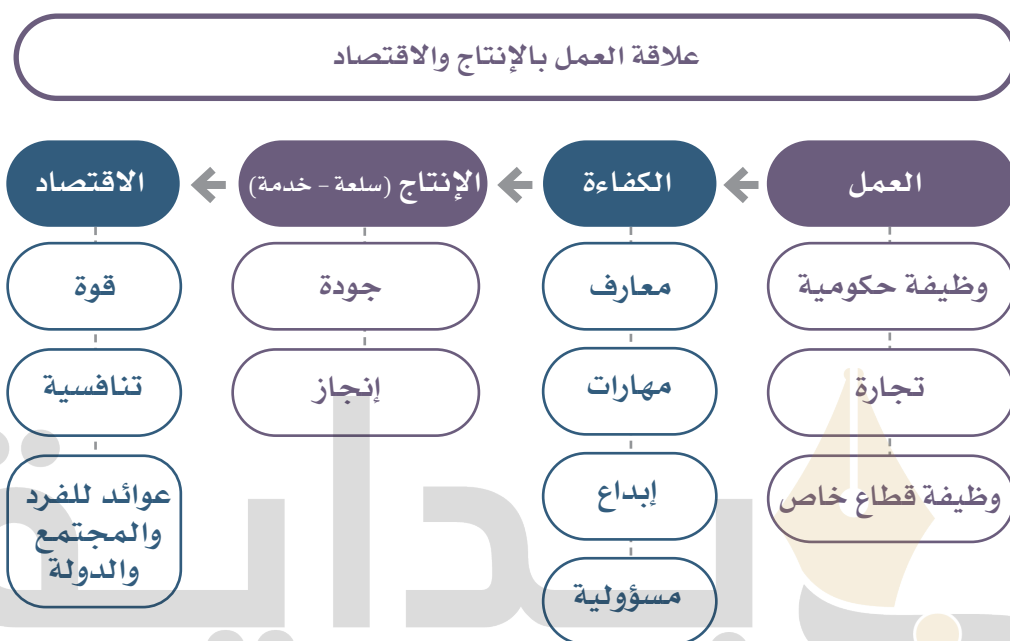 علاقة العمل بالإنتاج والاقتصاد
العمل
وظيفة حكومية
تجارة
وظيفة قطاع خاص
الكفاءة
معارف
مهارات
إبداع
مسؤولية
الإنتاج (سلعة - خدمة)
جودة
إنجاز
الاقتصاد
قوة
تنافسية
عوائد للفرد
والمجتمع
والدولة
بداية